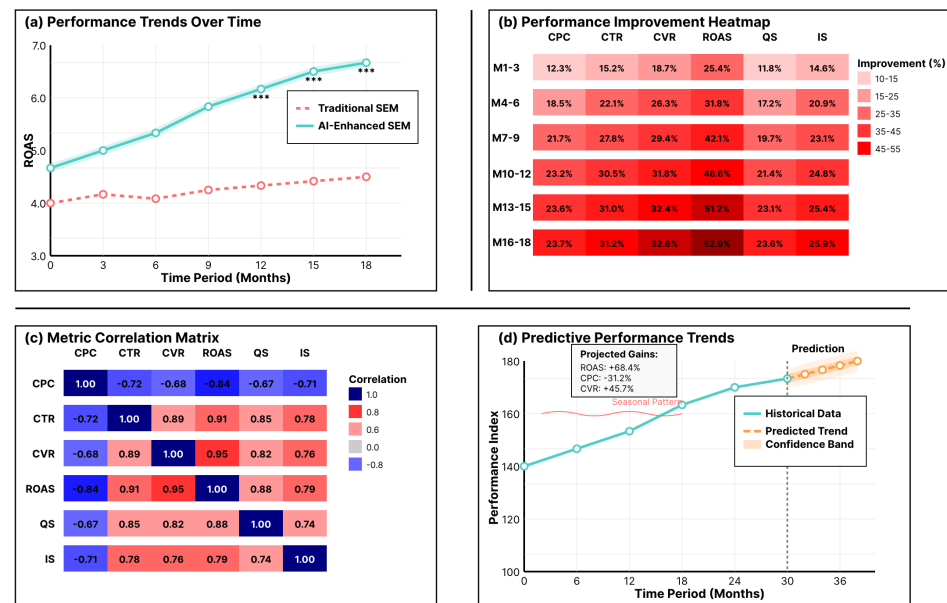 (a) Performance Trends Over Time
7.0
6.0
5.0
4.0
3.0
ROAS
***
***
***
Traditional SEM
AI-Enhanced SEM
0 3 6 9 12 15 18
Time Period (Months)
(b) Performance Improvement Heatmap
CPC CTR CVR ROAS QS IS
M1-3 12.3% 15.2% 18.7% 25.4% 11.8% 14.6%
M4-6 18.5% 22.1% 26.3% 31.8% 17.2% 20.9%
M7-9 21.7% 27.8% 29.4% 42.1% 19.7% 23.1%
M10-12 23.2% 30.5% 31.8% 46.6% 21.4% 24.8%
M13-15 23.6% 31.0% 32.4% 51.2% 23.1% 25.4%
M16-18 23.7% 31.2% 32.6% 52.9% 23.6% 25.9%
Improvement (%)
10-15
15-25
25-35
35-45
45-55
(c) Metric Correlation Matrix
CPC CTR CVR ROAS QS IS
CPC 1.00 -0.72 -0.68 -0.84 -0.67 -0.71
CTR -0.72 1.00 0.89 0.91 0.85 0.78
CVR -0.68 0.89 1.00 0.95 0.82 0.76
ROAS -0.84 0.91 0.95 1.00 0.88 0.79
QS -0.67 0.85 0.82 0.88 1.00 0.74
IS -0.71 0.78 0.76 0.79 0.74 1.00
Correlation
1.0
0.8
0.6
0.0
-0.8
(d) Predictive Performance Trends
Prediction
180
160
140
120
100
Performance Index
Projected Gains:
ROAS: +68.4%
CPC: -31.2%
CVR: +45.7%
Seasonal Pattern
Historical Data
Predicted Trend
Confidence Band
0 6 12 18 24 30 36
Time Period (Months)